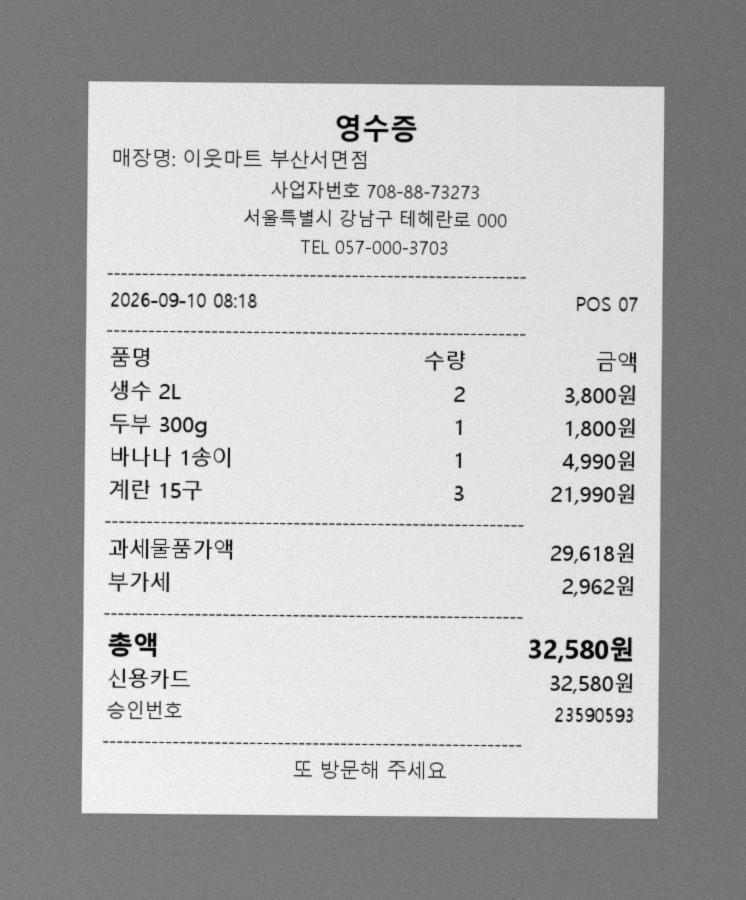 영수증
매장명: 이웃마트 부산서면점
사업자번호 708-88-73273
서울특별시 강남구 테헤란로 000
TEL 057-000-3703
2026-09-10 08:18 POS 07
품명 수량 금액
생수 2L 2 3,800원
두부 300g 1 1,800원
바나나 1송이 1 4,990원
계란 15구 3 21,990원
과세물품가액 29,618원
부가세 2,962원
총액 32,580원
신용카드 32,580원
승인번호 23590593
또 방문해 주세요